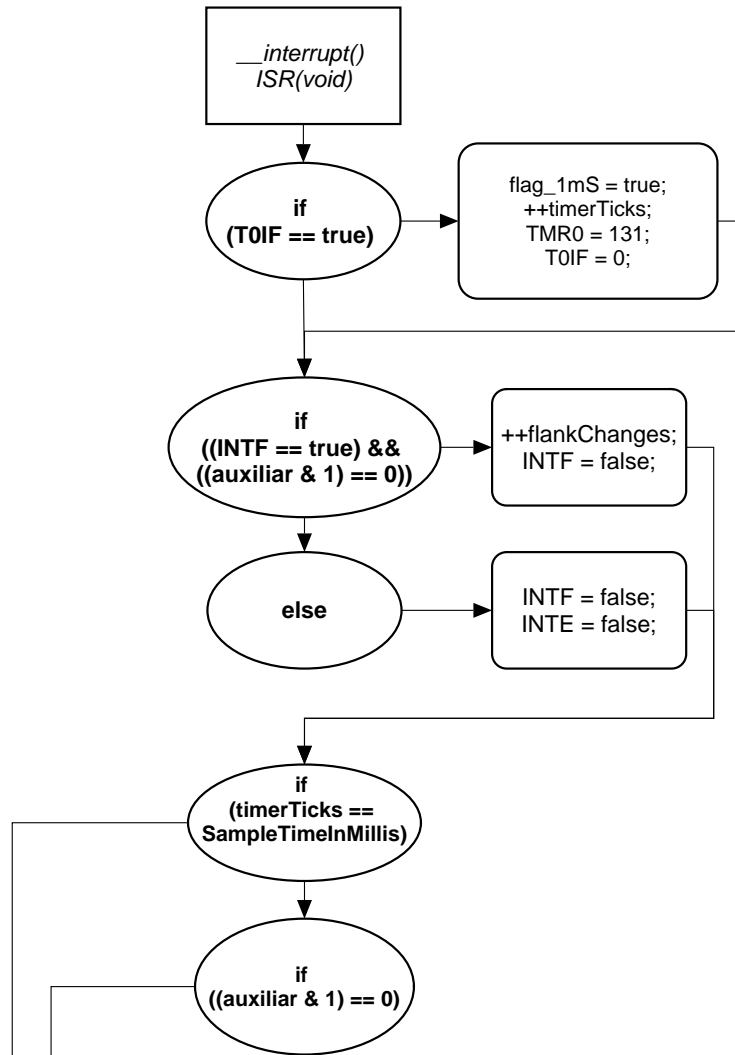 __interrupt()
ISR(void)
if
(T0IF == true)
flag_1mS = true;
++timerTicks;
TMR0 = 131;
T0IF = 0;
if
((INTF == true) &&
((auxiliar & 1) == 0))
++flankChanges;
INTF = false;
else
INTF = false;
INTE = false;
if
(timerTicks ==
SampleTimeInMillis)
if
((auxiliar & 1) == 0)